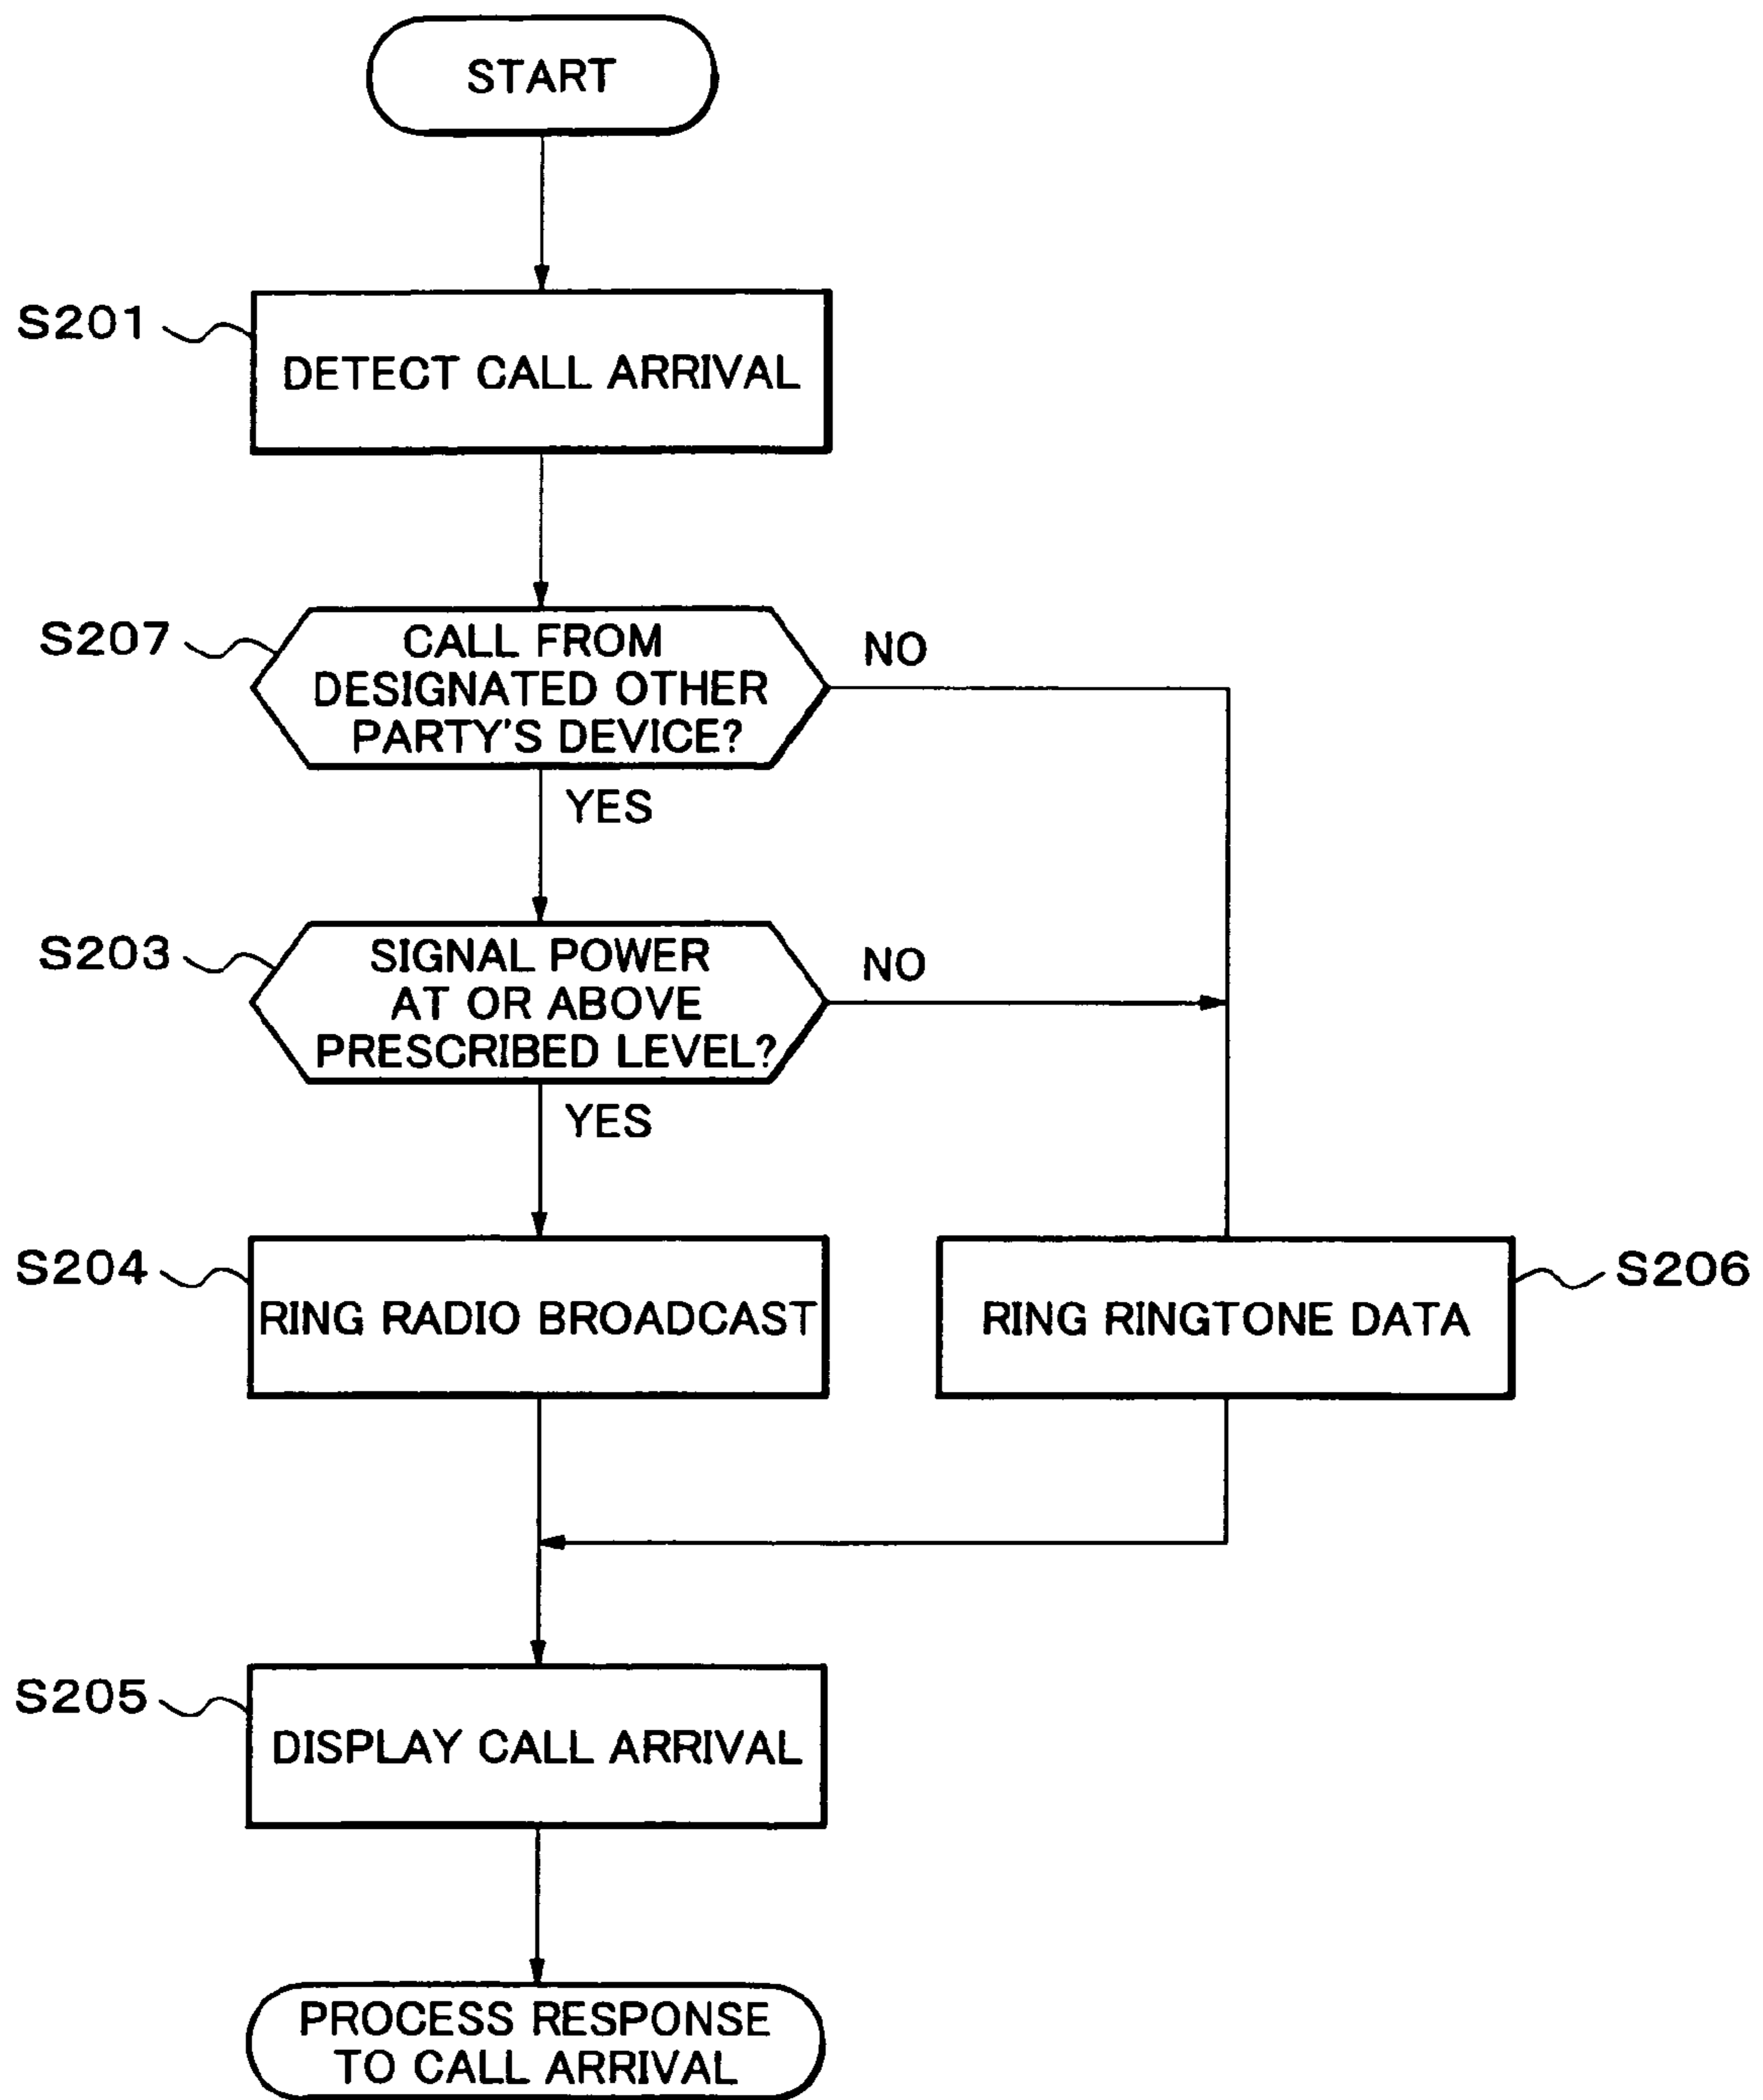 START
S201
DETECT CALL ARRIVAL
S207
CALL FROM
DESIGNATED OTHER
PARTY'S DEVICE?
NO
YES
S203
SIGNAL POWER
AT OR ABOVE
PRESCRIBED LEVEL?
NO
YES
S204
RING RADIO BROADCAST
RING RINGTONE DATA
S206
S205
DISPLAY CALL ARRIVAL
PROCESS RESPONSE
TO CALL ARRIVAL